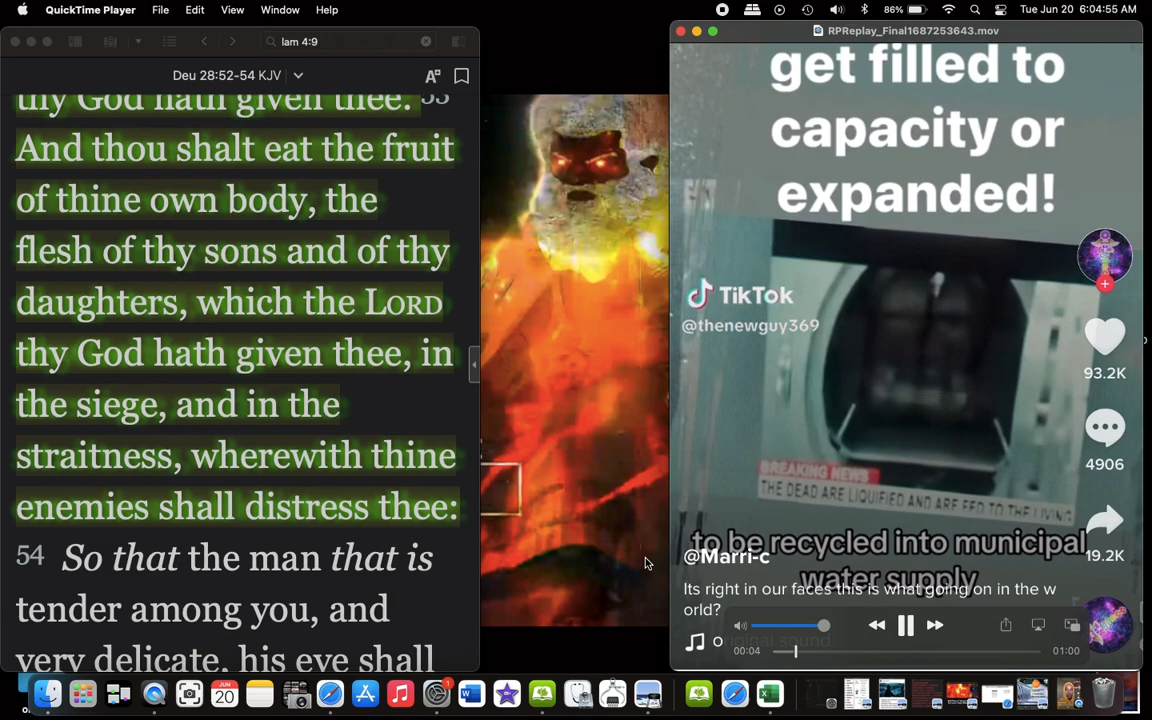 QuickTime Player File Edit View Window Help
86% Tue Jun 20 6:04:55 AM
lam 4:9
Deu 28:52-54 KJV
thy God hath given thee. 53
And thou shalt eat the fruit
of thine own body, the
flesh of thy sons and of thy
daughters, which the LORD
thy God hath given thee, in
the siege, and in the
straitness, wherewith thine
enemies shall distress thee:
54 So that the man that is
tender among you, and
very delicate, his eye shall
RPReplay_Final1687253643.mov
get filled to
capacity or
expanded!
TikTok
@thenewguy369
BREAKING NEWS
THE DEAD ARE LIQUIFIED AND ARE FED TO THE LIVING
to be recycled into municipal
water supply
93.2K
4906
19.2K
@Marri-c
Its right in our faces this is what going on in the w
orld?
original sound
00:04
01:00
JUN
20
1